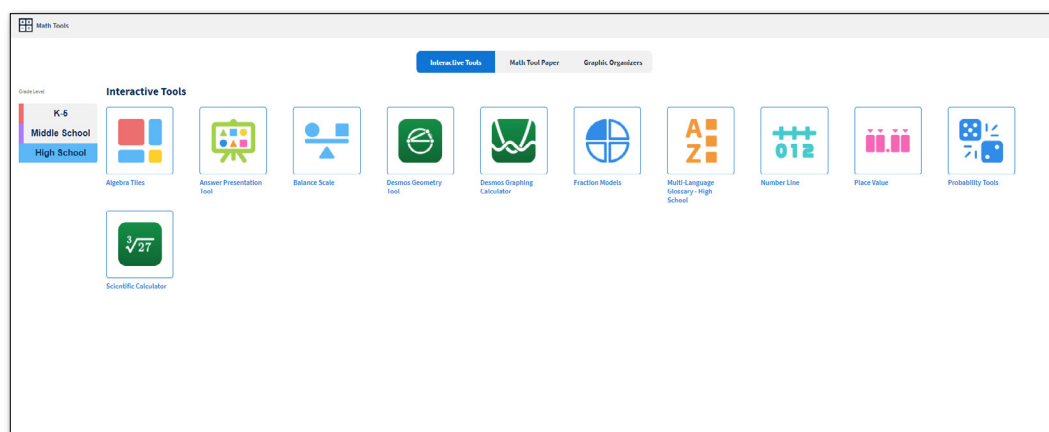 Math Tools
Interactive Tools
Math Tool Paper
Graphic Organizers
Grade Level
K-5
Middle School
High School
Interactive Tools
Algebra Tiles
Answer Presentation
Tool
Balance Scale
Desmos Geometry
Tool
Desmos Graphing
Calculator
Fraction Models
A
Z
Multi-Language
Glossary - High
School
012
Number Line
Place Value
Probability Tools
∛27
Scientific Calculator